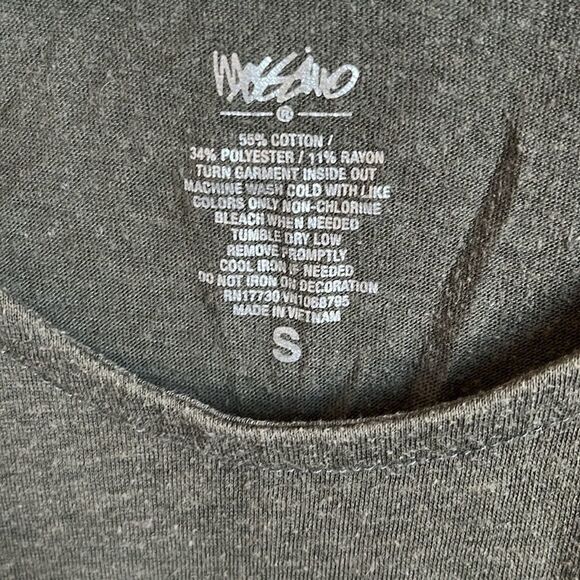 Mossimo
®
55% COTTON /
34% POLYESTER / 11% RAYON
TURN GARMENT INSIDE OUT
MACHINE WASH COLD WITH LIKE
COLORS ONLY NON-CHLORINE
BLEACH WHEN NEEDED
TUMBLE DRY LOW
REMOVE PROMPTLY
COOL IRON IF NEEDED
DO NOT IRON ON DECORATION
RN17730 VN1068795
MADE IN VIETNAM
S